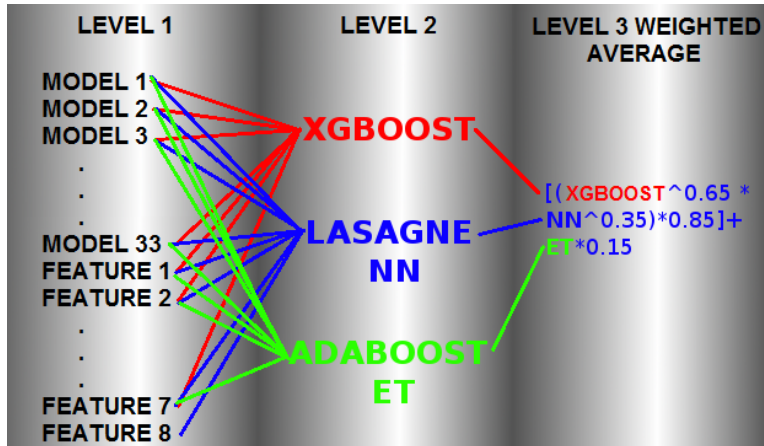 LEVEL 1
MODEL 1
MODEL 2
MODEL 3
.
.
.
MODEL 33
FEATURE 1
FEATURE 2
.
.
.
FEATURE 7
FEATURE 8
LEVEL 2
XGBOOST
LASAGNE
NN
ADABOOST
ET
LEVEL 3 WEIGHTED
AVERAGE
[(XGBOOST^0.65 *
NN^0.35)*0.85]+
ET*0.15